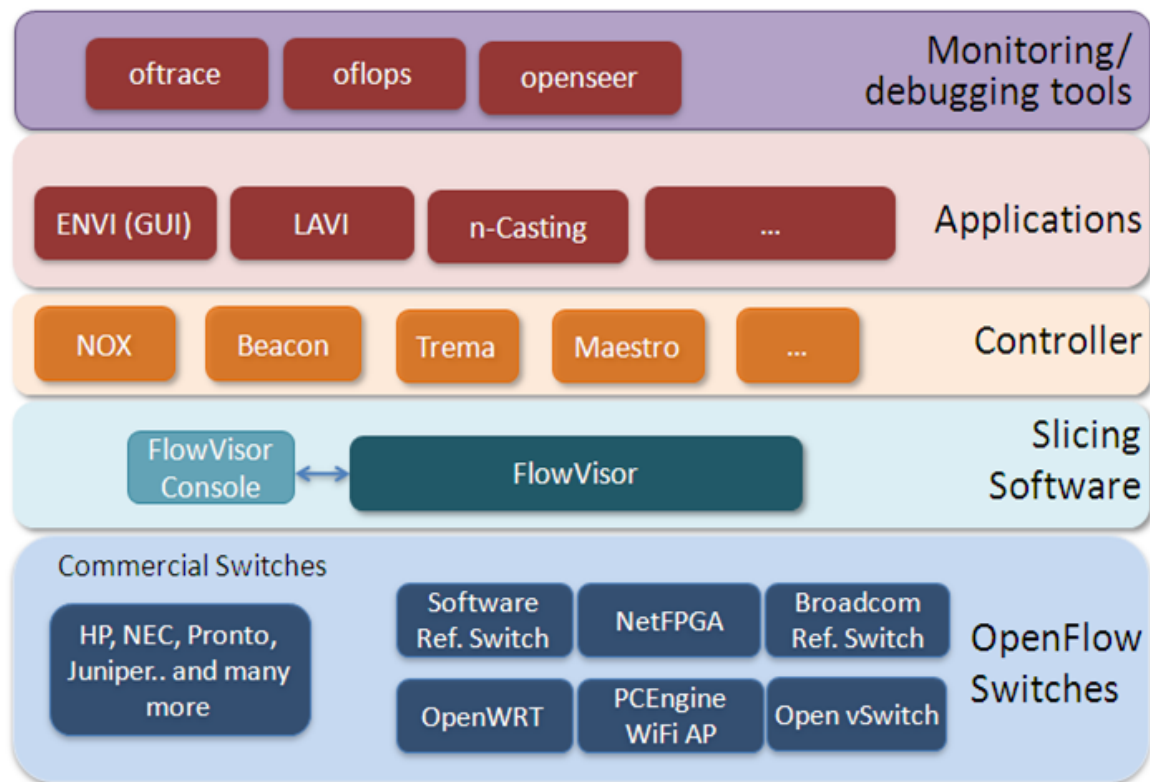 oftrace
oflops
openseer
Monitoring/
debugging tools
ENVI (GUI)
LAVI
n-Casting
...
Applications
NOX
Beacon
Trema
Maestro
...
Controller
FlowVisor
Console
FlowVisor
Slicing
Software
Commercial Switches
HP, NEC, Pronto,
Juniper.. and many
more
Software
Ref. Switch
NetFPGA
Broadcom
Ref. Switch
OpenWRT
PCEngine
WiFi AP
Open vSwitch
OpenFlow
Switches